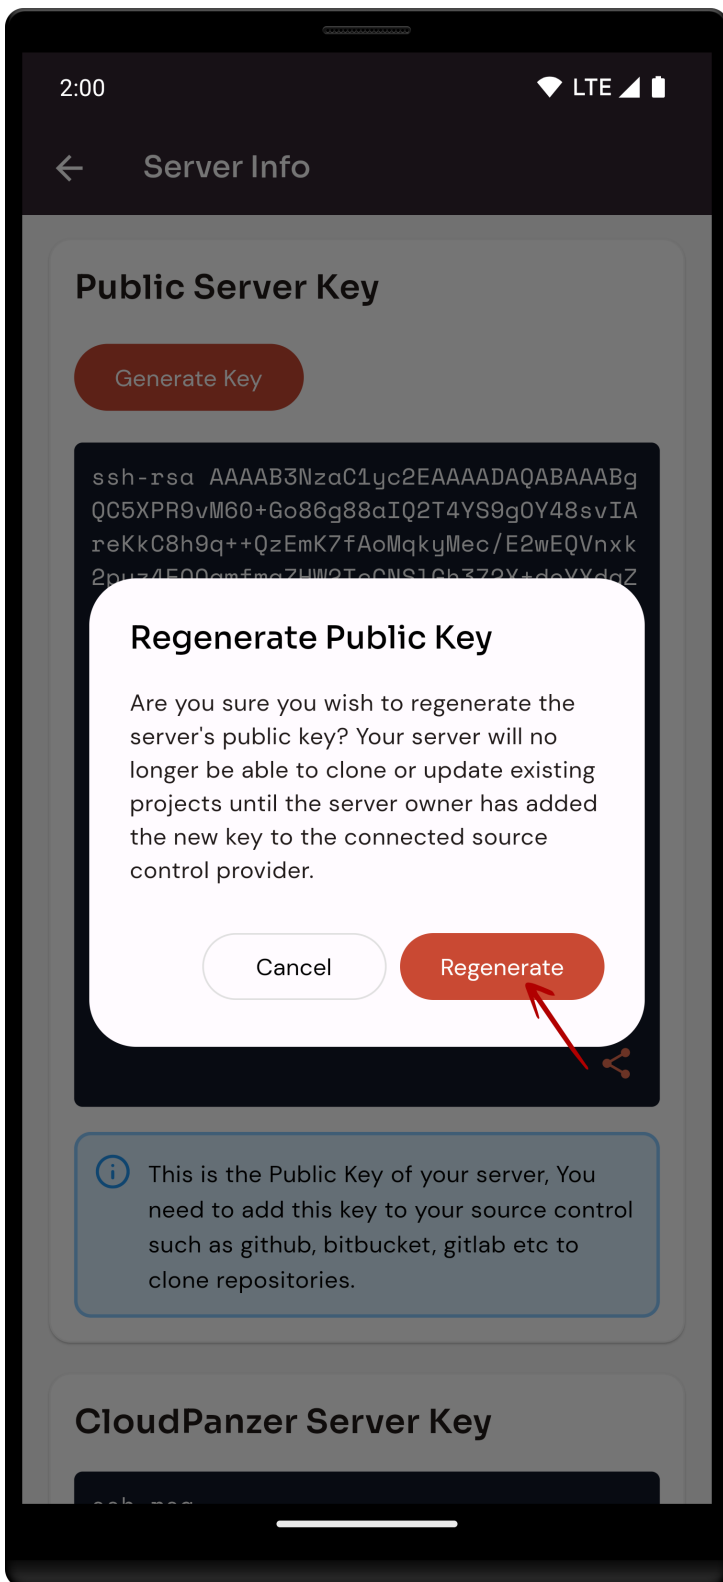 2:00
LTE
Server Info
Public Server Key
Generate Key
ssh-rsa AAAAB3NzaC1yc2EAAAADAQABAAABg
QC5XPR9vM60+Go86g88aIQ2T4YS9gOY48svIA
reKkC8h9q++QzEmK7fAoMqkyMec/E2wEQVnxk
Regenerate Public Key
Are you sure you wish to regenerate the
server's public key? Your server will no
longer be able to clone or update existing
projects until the server owner has added
the new key to the connected source
control provider.
Cancel
Regenerate
This is the Public Key of your server, You
need to add this key to your source control
such as github, bitbucket, gitlab etc to
clone repositories.
CloudPanzer Server Key